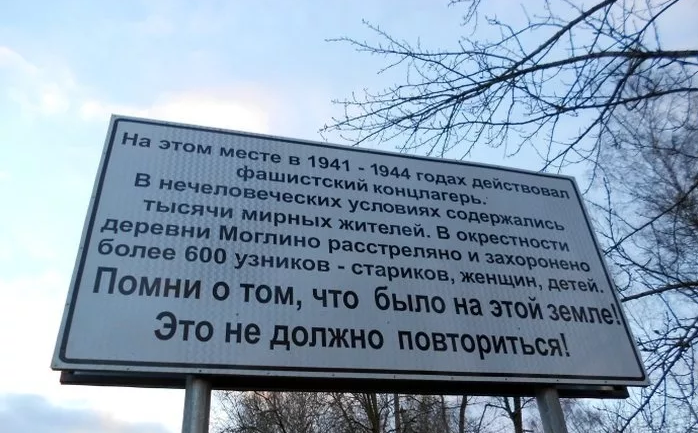 На этом месте в 1941 - 1944 годах действовал
фашистский концлагерь.
В нечеловеческих условиях содержались
тысячи мирных жителей. В окрестности
деревни Моглино расстреляно и захоронено
более 600 узников - стариков, женщин, детей.
Помни о том, что было на этой земле!
Это не должно повториться!